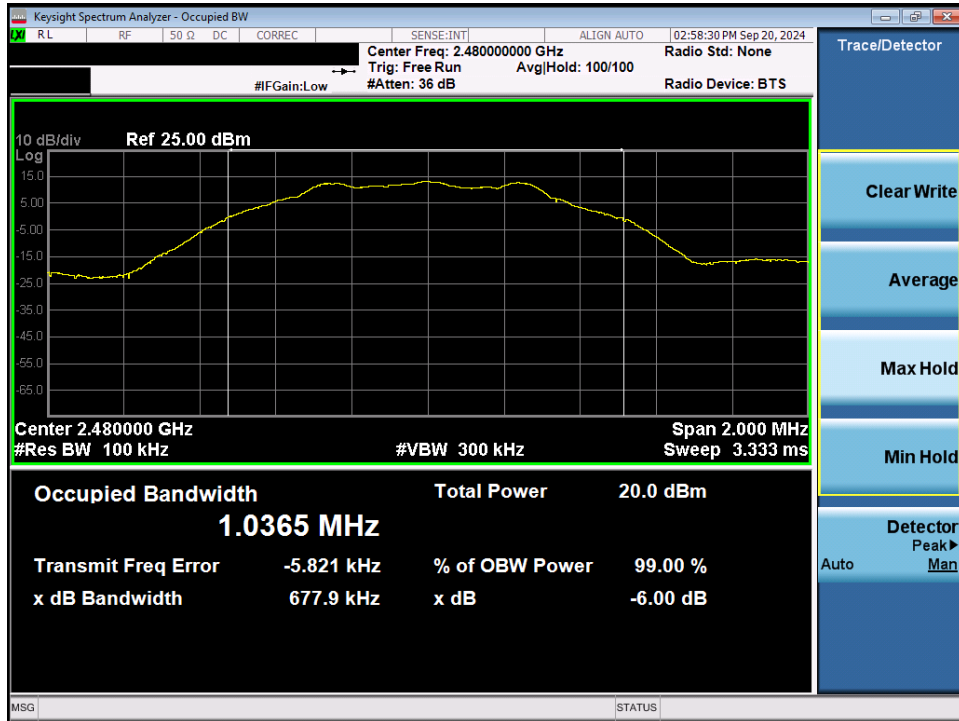 Keysight Spectrum Analyzer - Occupied BW
LXI RL RF 50 Ω DC CORREC SENSE:INT ALIGN AUTO 02:58:30 PM Sep 20, 2024
Center Freq: 2.480000000 GHz Radio Std: None
Trig: Free Run Avg|Hold: 100/100
#IFGain:Low #Atten: 36 dB Radio Device: BTS
10 dB/div Ref 25.00 dBm
Log
15.0
5.00
-5.00
-15.0
-25.0
-35.0
-45.0
-55.0
-65.0
Center 2.480000 GHz Span 2.000 MHz
#Res BW 100 kHz #VBW 300 kHz Sweep 3.333 ms
Occupied Bandwidth Total Power 20.0 dBm
1.0365 MHz
Transmit Freq Error -5.821 kHz % of OBW Power 99.00 %
x dB Bandwidth 677.9 kHz x dB -6.00 dB
MSG STATUS
Trace/Detector
Clear Write
Average
Max Hold
Min Hold
Detector
Peak▶
Auto Man